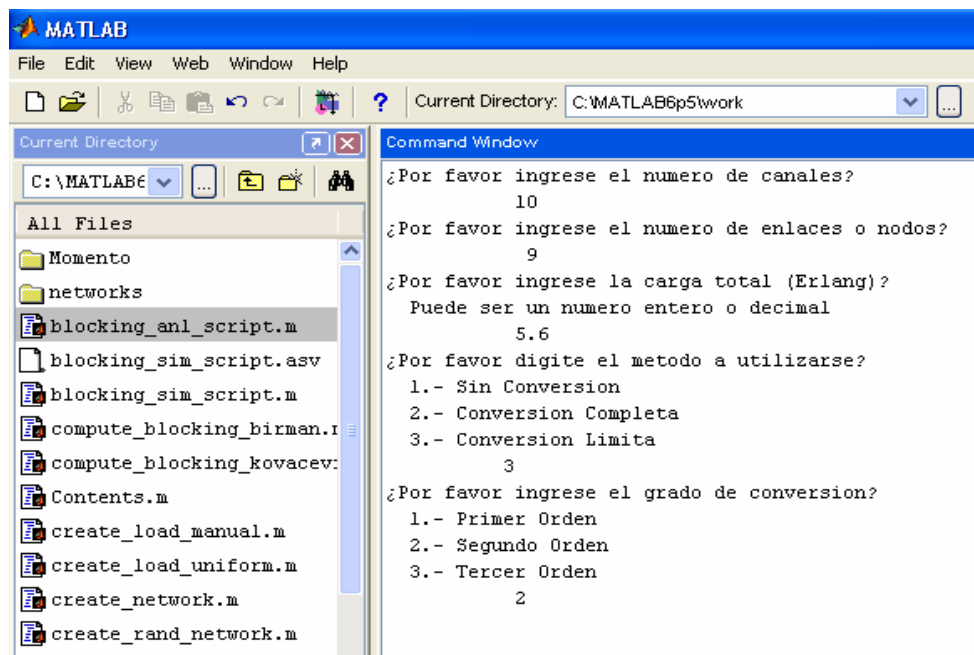 MATLAB
File Edit View Web Window Help
? Current Directory: C:\MATLAB6p5\work ...
Current Directory
C:\MATLAB6 ...
All Files
Momento
networks
blocking_anl_script.m
blocking_sim_script.asv
blocking_sim_script.m
compute_blocking_birman.
compute_blocking_kovacev
Contents.m
create_load_manual.m
create_load_uniform.m
create_network.m
create_rand_network.m
Command Window
¿Por favor ingrese el numero de canales?
10
¿Por favor ingrese el numero de enlaces o nodos?
9
¿Por favor ingrese la carga total (Erlang)?
Puede ser un numero entero o decimal
5.6
¿Por favor digite el metodo a utilizarse?
1.- Sin Conversion
2.- Conversion Completa
3.- Conversion Limita
3
¿Por favor ingrese el grado de conversion?
1.- Primer Orden
2.- Segundo Orden
3.- Tercer Orden
2